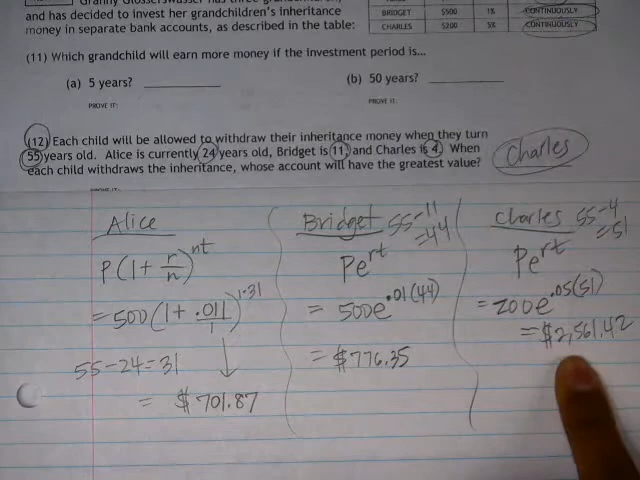 and has decided to invest her grandchildren's inheritance
money in separate bank accounts, as described in the table:
BRIDGET $500 1% CONTINUOUSLY
CHARLES $200 5% CONTINUOUSLY
(11) Which grandchild will earn more money if the investment period is...
(a) 5 years? ________ (b) 50 years? ________
PROVE IT: PROVE IT:
(12) Each child will be allowed to withdraw their inheritance money when they turn
55 years old. Alice is currently 24 years old, Bridget is 11, and Charles is 4. When
each child withdraws the inheritance, whose account will have the greatest value?
Charles
Alice
P(1 + r/n)^nt
= 500(1 + .011/1)^1·31
55-24=31
= $701.87
Bridget 55-11
=44
Pe^rt
= 500e^.01(44)
= $776.35
Charles 55-4
=51
Pe^rt
= 200e^.05(51)
= $2,561.42